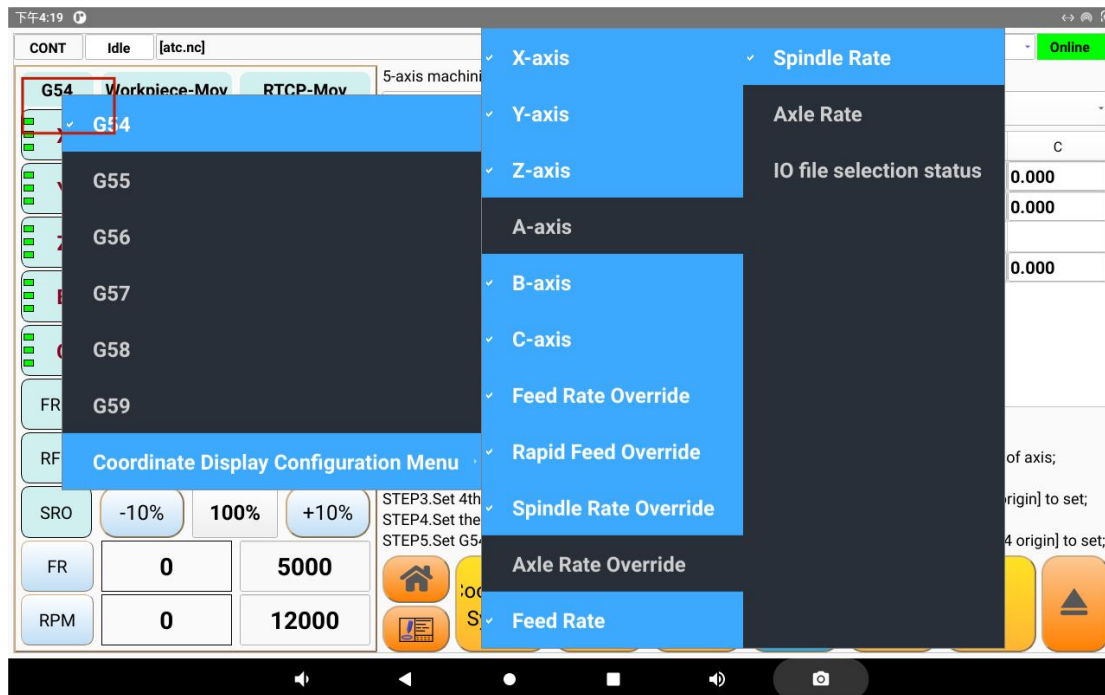 下午4:19
CONT
Idle
[atc.nc]
Online
G54
Workpiece-Mov
RTCP-Mov
5-axis machini
G54
G55
G56
G57
G58
G59
Coordinate Display Configuration Menu
X-axis
Y-axis
Z-axis
A-axis
B-axis
C-axis
Feed Rate Override
Rapid Feed Override
Spindle Rate Override
Axle Rate Override
Feed Rate
Spindle Rate
Axle Rate
IO file selection status
C
0.000
0.000
0.000
FR
RF
SRO
-10%
100%
+10%
FR
0
5000
RPM
0
12000
of axis;
STEP3.Set 4th
rigin] to set;
STEP4.Set the
STEP5.Set G54
4 origin] to set;